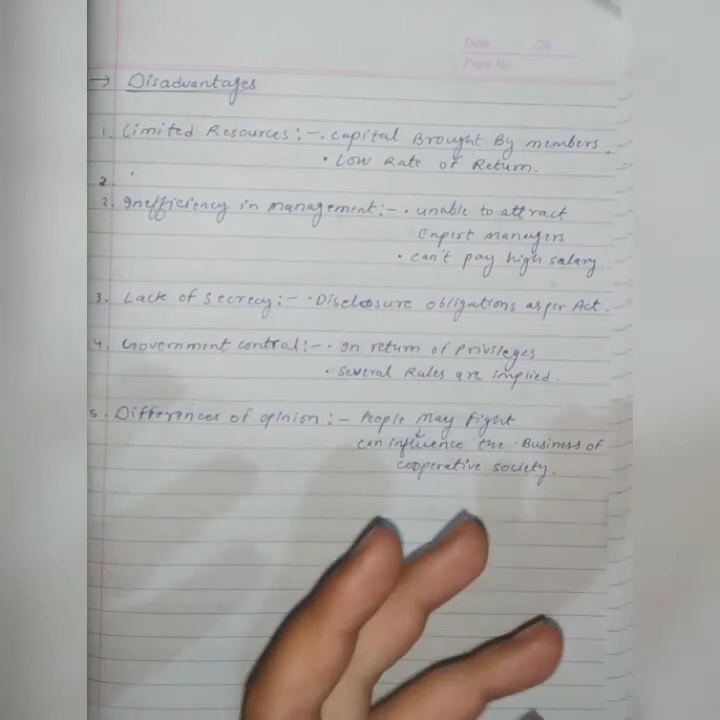 Date / /20
Page No.
→ Disadvantages
1. Limited Resources :- • Capital Brought By members.
• Low Rate of Return.
2. •
2. Inefficiency in management :- • unable to attract
Expert managers
• can't pay high salary
3. Lack of Secrecy :- • Disclosure obligations as per Act.
4. Government control :- • In return of privileges
• Several Rules are implied.
5. Differences of opinion :- People May Fight
↓
can influence the Business of
cooperative society.